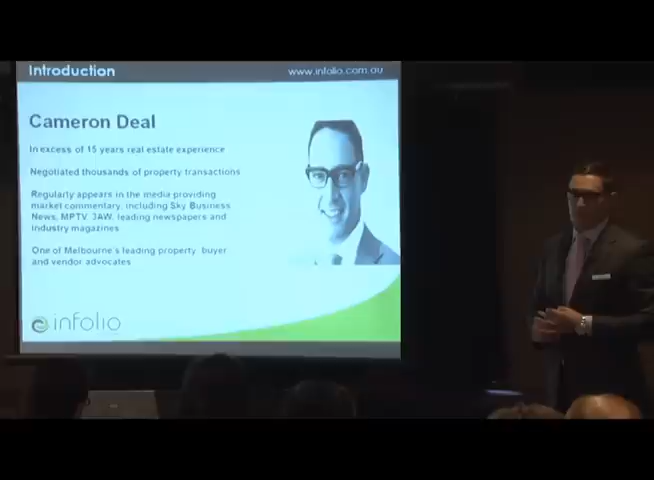 Introduction
www.infolio.com.au
Cameron Deal
In excess of 15 years real estate experience
Negotiated thousands of property transactions
Regularly appears in the media providing
market commentary, including Sky Business
News, MPTV, 3AW, leading newspapers and
industry magazines
One of Melbourne's leading property buyer
and vendor advocates
infolio